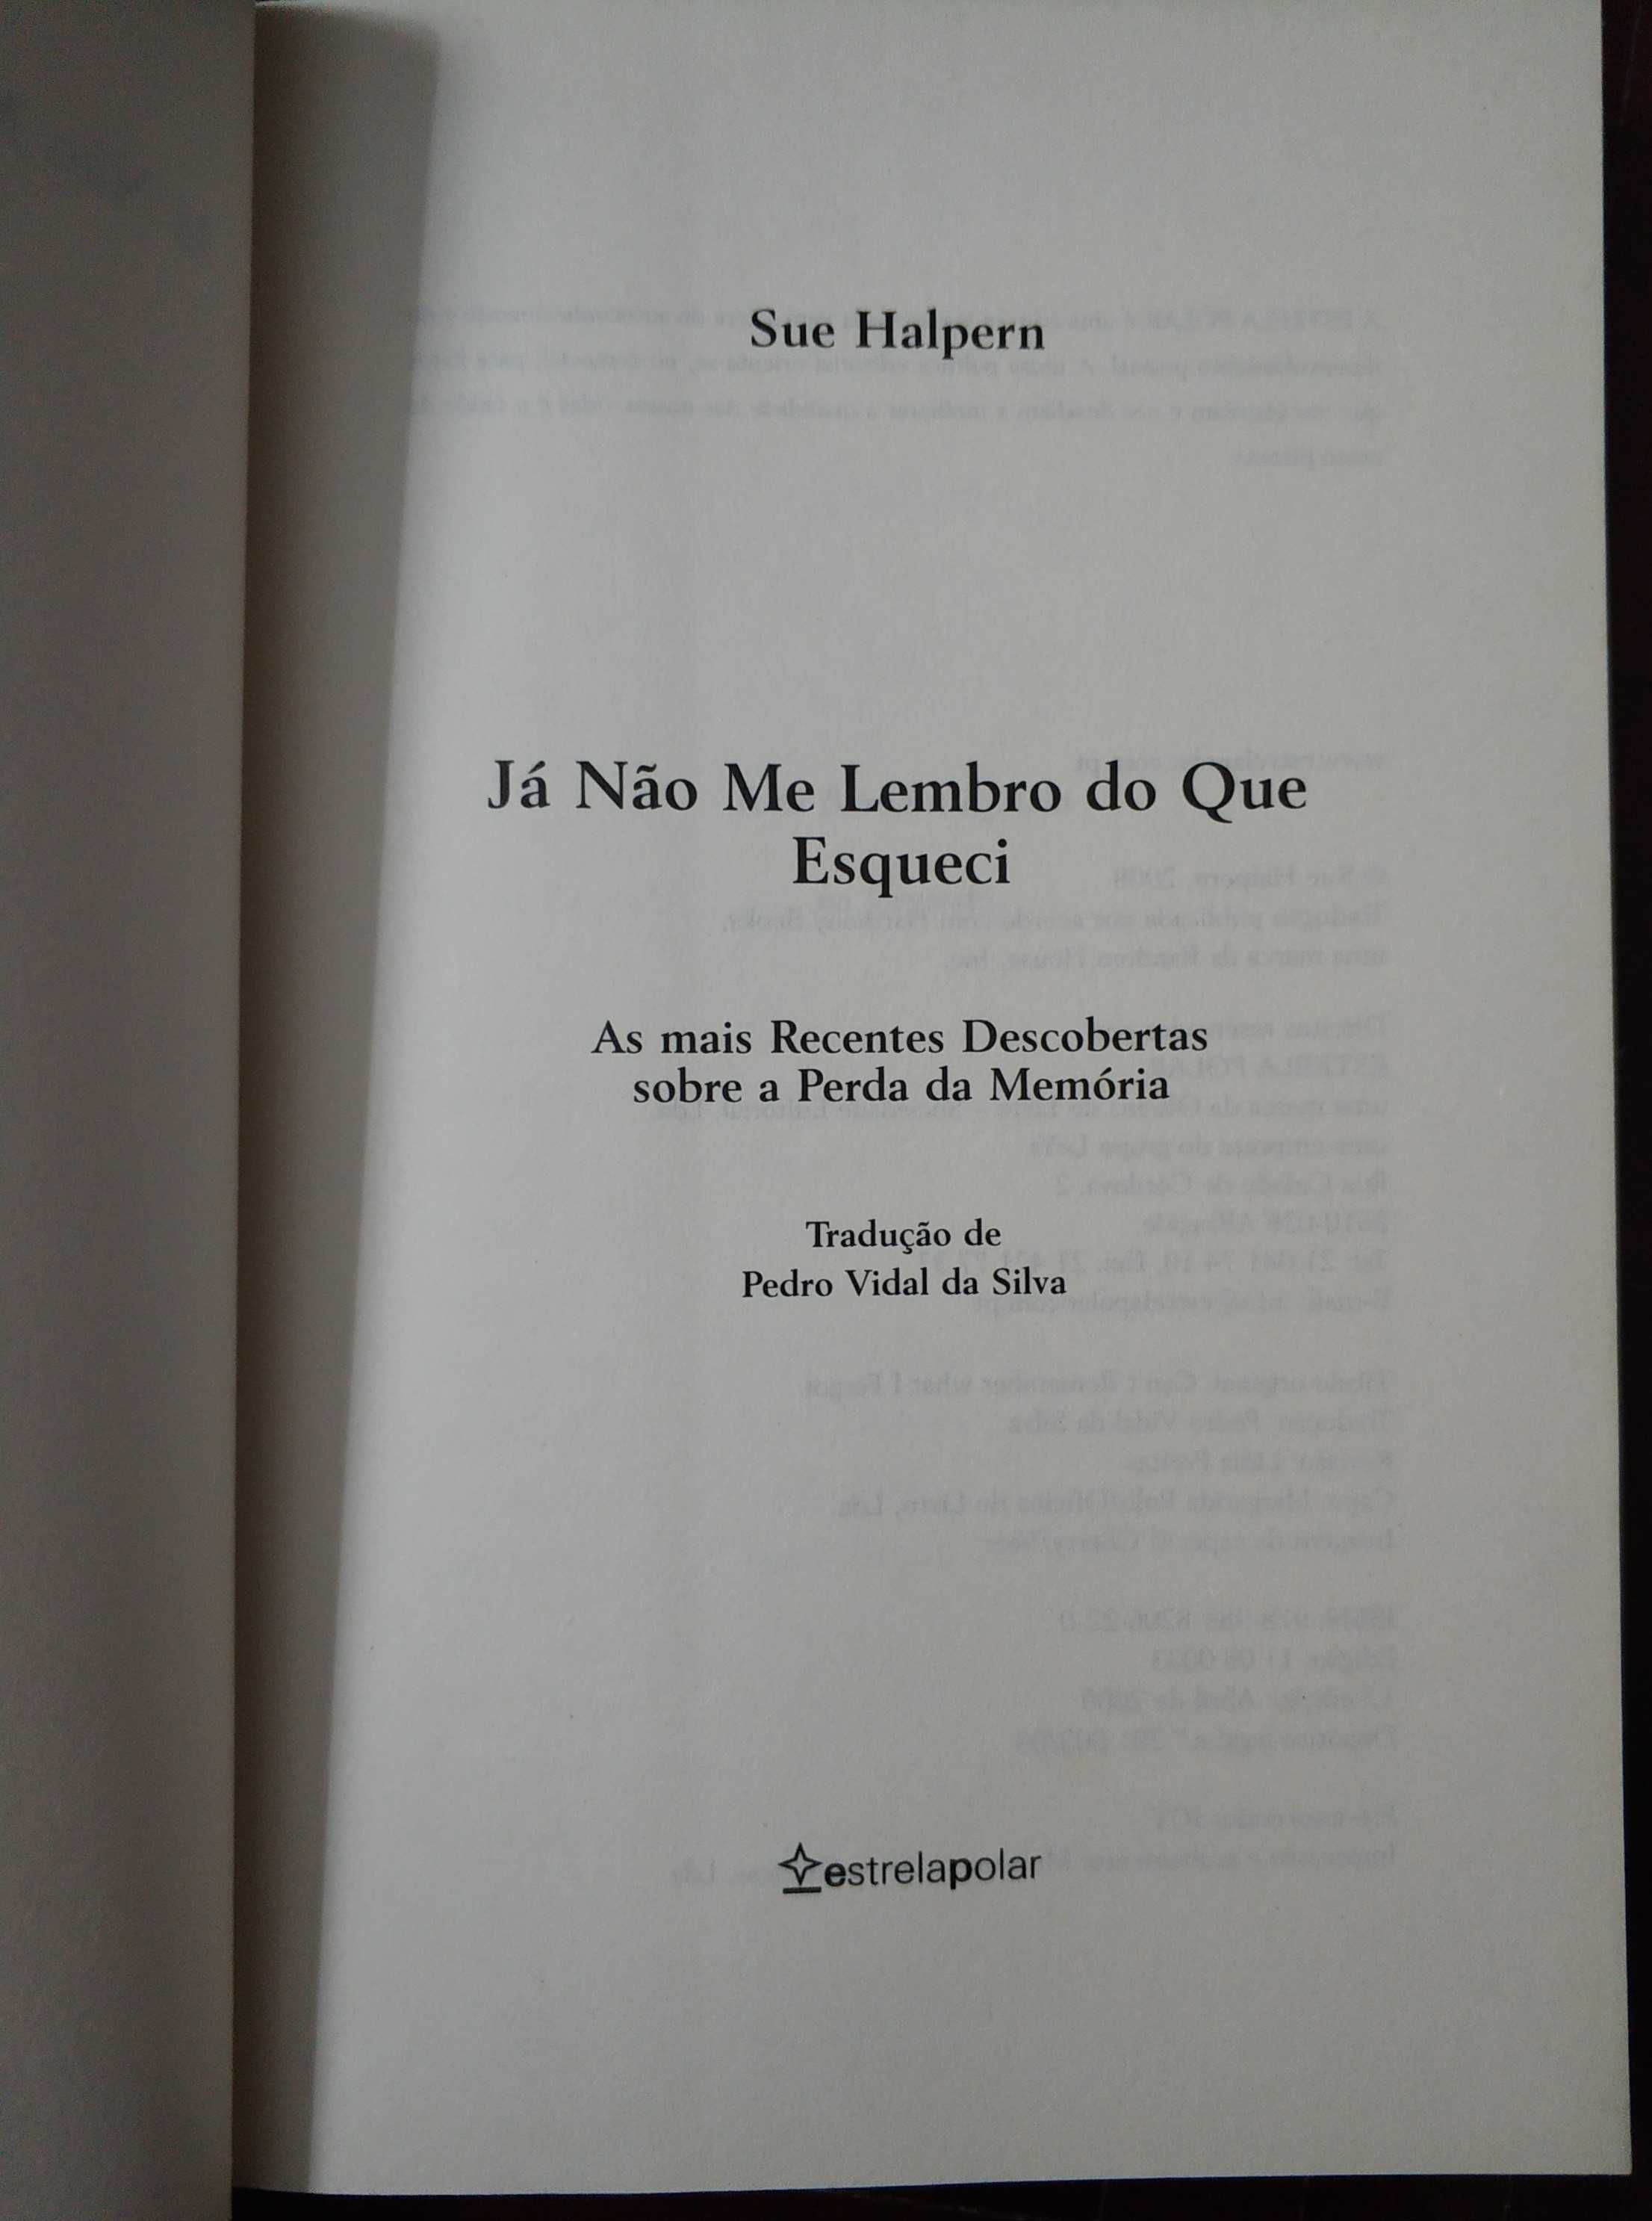 Sue Halpern
Já Não Me Lembro do Que
Esqueci
As mais Recentes Descobertas
sobre a Perda da Memória
Tradução de
Pedro Vidal da Silva
estrelapolar